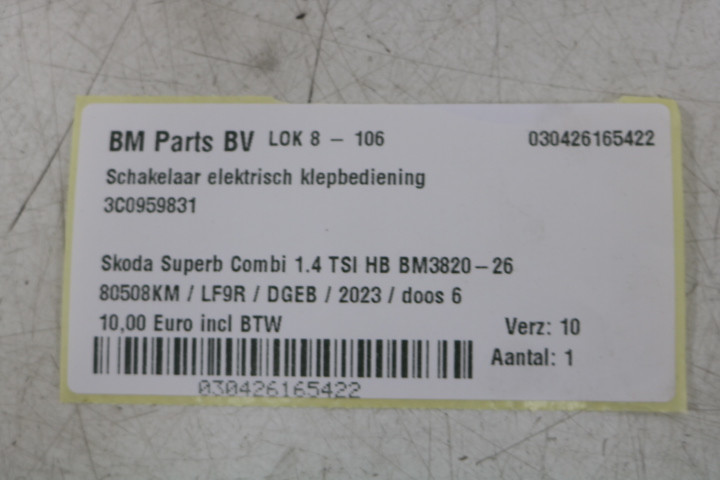 BM Parts BV LOK 8 - 106 030426165422
Schakelaar elektrisch klepbediening
3C0959831
Skoda Superb Combi 1.4 TSI HB BM3820-26
80508KM / LF9R / DGEB / 2023 / doos 6
10,00 Euro incl BTW Verz: 10
Aantal: 1
030426165422